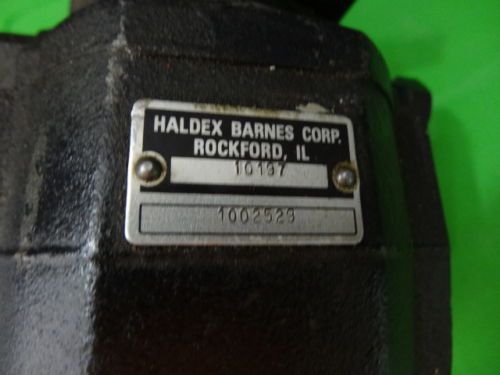 HALDEX BARNES CORP.
ROCKFORD, IL
10197
1002529